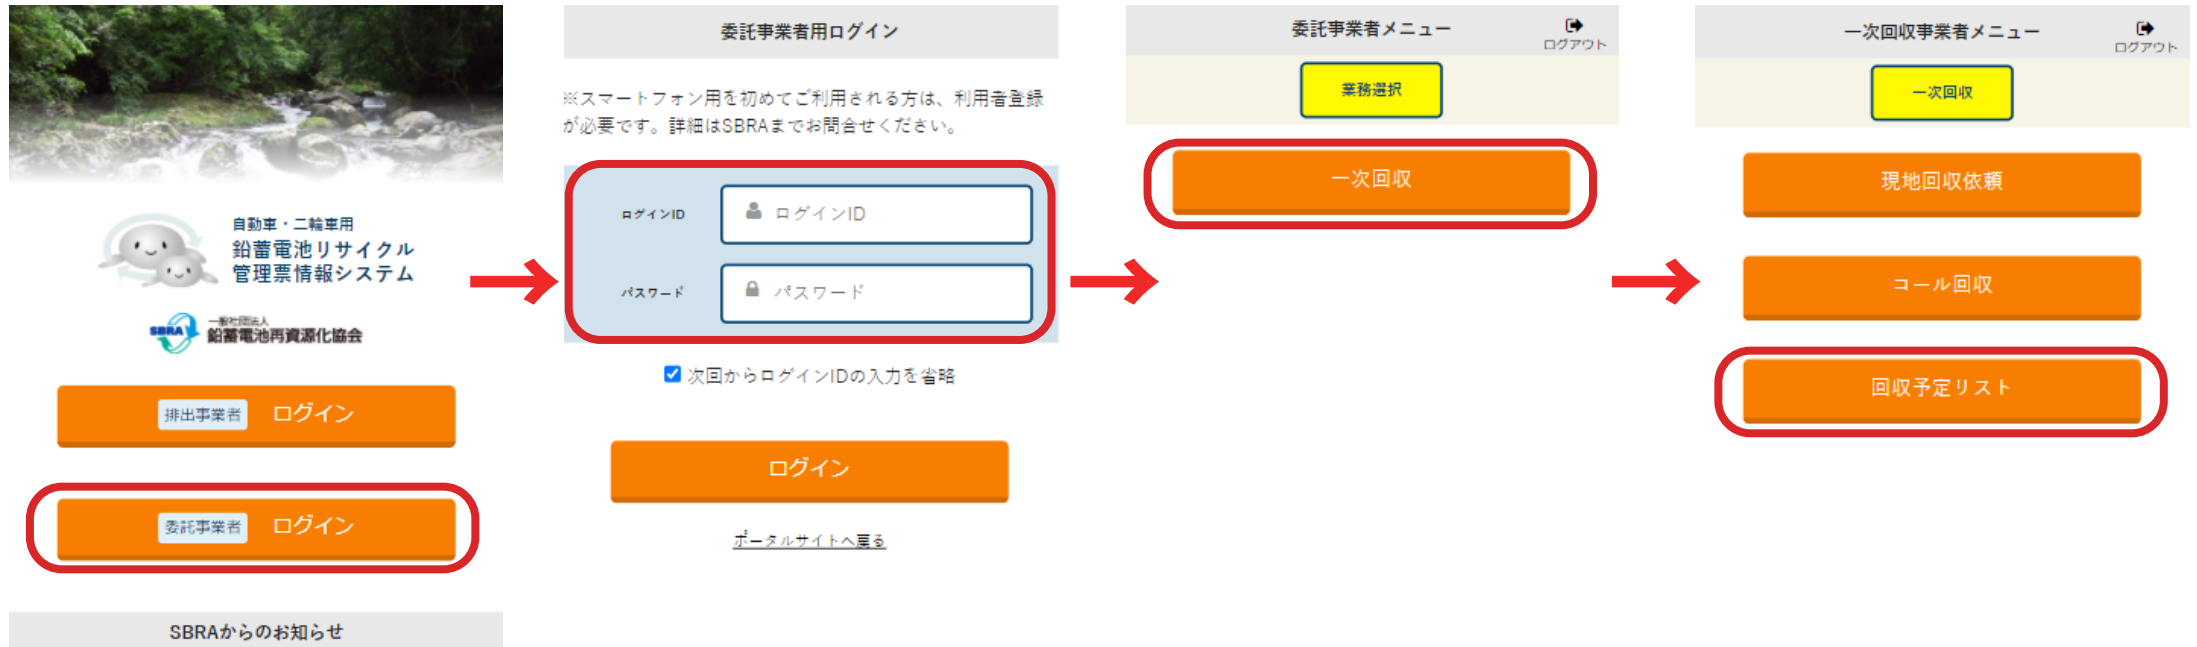 自動車・二輪車用
鉛蓄電池リサイクル
管理票情報システム
SBRA
一般社団法人
鉛蓄電池再資源化協会
排出事業者 ログイン
委託事業者 ログイン
SBRAからのお知らせ
委託事業者用ログイン
※スマートフォン用を初めてご利用される方は、利用者登録
が必要です。詳細はSBRAまでお問合せください。
ログインID ログインID
パスワード パスワード
次回からログインIDの入力を省略
ログイン
ポータルサイトへ戻る
委託事業者メニュー
ログアウト
業務選択
一次回収
一次回収事業者メニュー
ログアウト
一次回収
現地回収依頼
コール回収
回収予定リスト